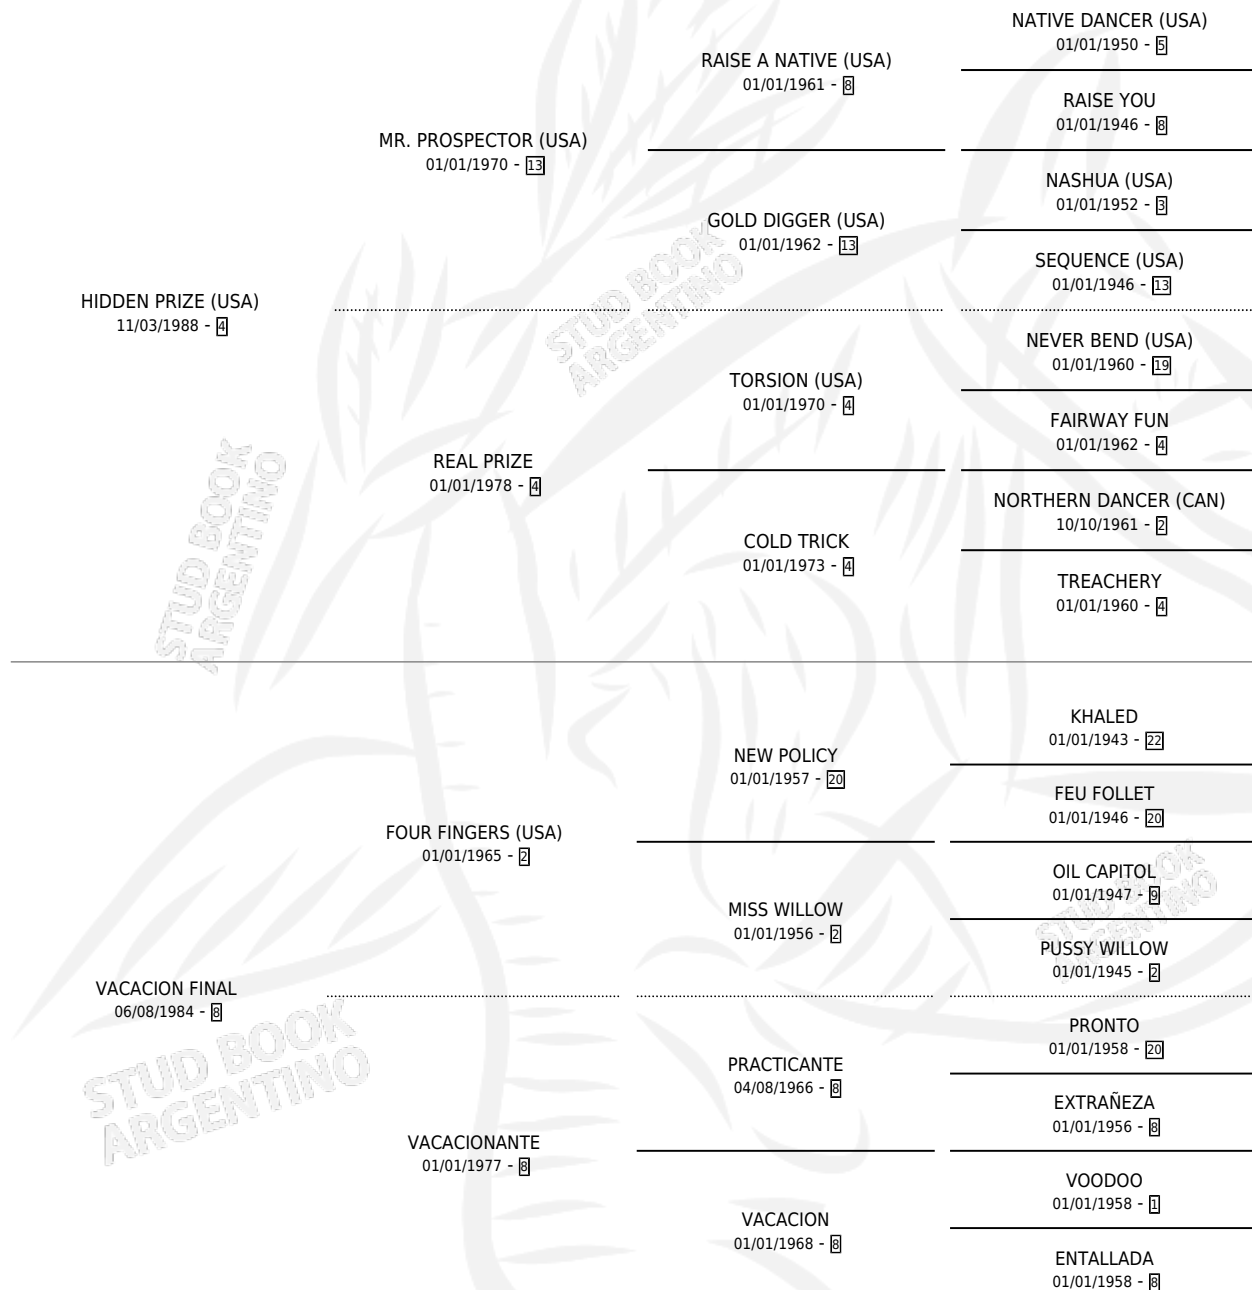 NATIVE DANCER (USA)
01/01/1950 - 5
RAISE A NATIVE (USA)
01/01/1961 - 8
RAISE YOU
01/01/1946 - 8
MR. PROSPECTOR (USA)
01/01/1970 - 13
NASHUA (USA)
01/01/1952 - 3
GOLD DIGGER (USA)
01/01/1962 - 13
SEQUENCE (USA)
01/01/1946 - 13
HIDDEN PRIZE (USA)
11/03/1988 - 4
STUD BOOK
ARGENTINO
NEVER BEND (USA)
01/01/1960 - 19
TORSION (USA)
01/01/1970 - 4
FAIRWAY FUN
01/01/1962 - 4
REAL PRIZE
01/01/1978 - 4
NORTHERN DANCER (CAN)
10/10/1961 - 2
COLD TRICK
01/01/1973 - 4
TREACHERY
01/01/1960 - 4
STUD BOOK
ARGENTINO
KHALED
01/01/1943 - 22
NEW POLICY
01/01/1957 - 20
FEU FOLLET
01/01/1946 - 20
FOUR FINGERS (USA)
01/01/1965 - 2
OIL CAPITOL
01/01/1947 - 9
MISS WILLOW
01/01/1956 - 2
PUSSY WILLOW
01/01/1945 - 2
STUD BOOK
ARGENTINO
VACACION FINAL
06/08/1984 - 8
PRONTO
01/01/1958 - 20
PRACTICANTE
04/08/1966 - 8
EXTRAÑEZA
01/01/1956 - 8
STUD BOOK
ARGENTINO
VACACIONANTE
01/01/1977 - 8
VOODOO
01/01/1958 - 1
VACACION
01/01/1968 - 8
ENTALLADA
01/01/1958 - 8